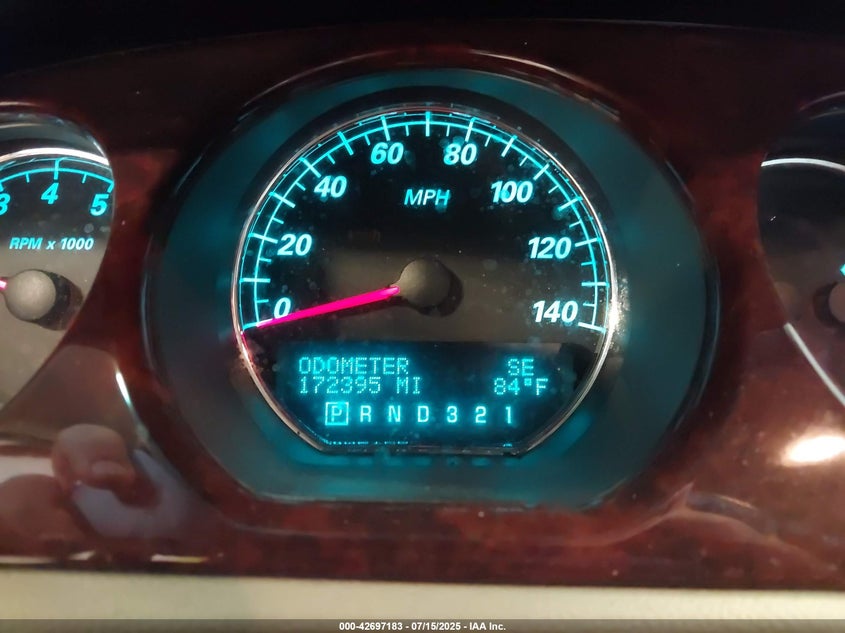 60 80
40 MPH 100
3 4 5
RPM x 1000
20 120
0 140
ODOMETER SE
172395 MI 84°F
P R N D 3 2 1
000-42697183 - 07/15/2025 - IAA Inc.